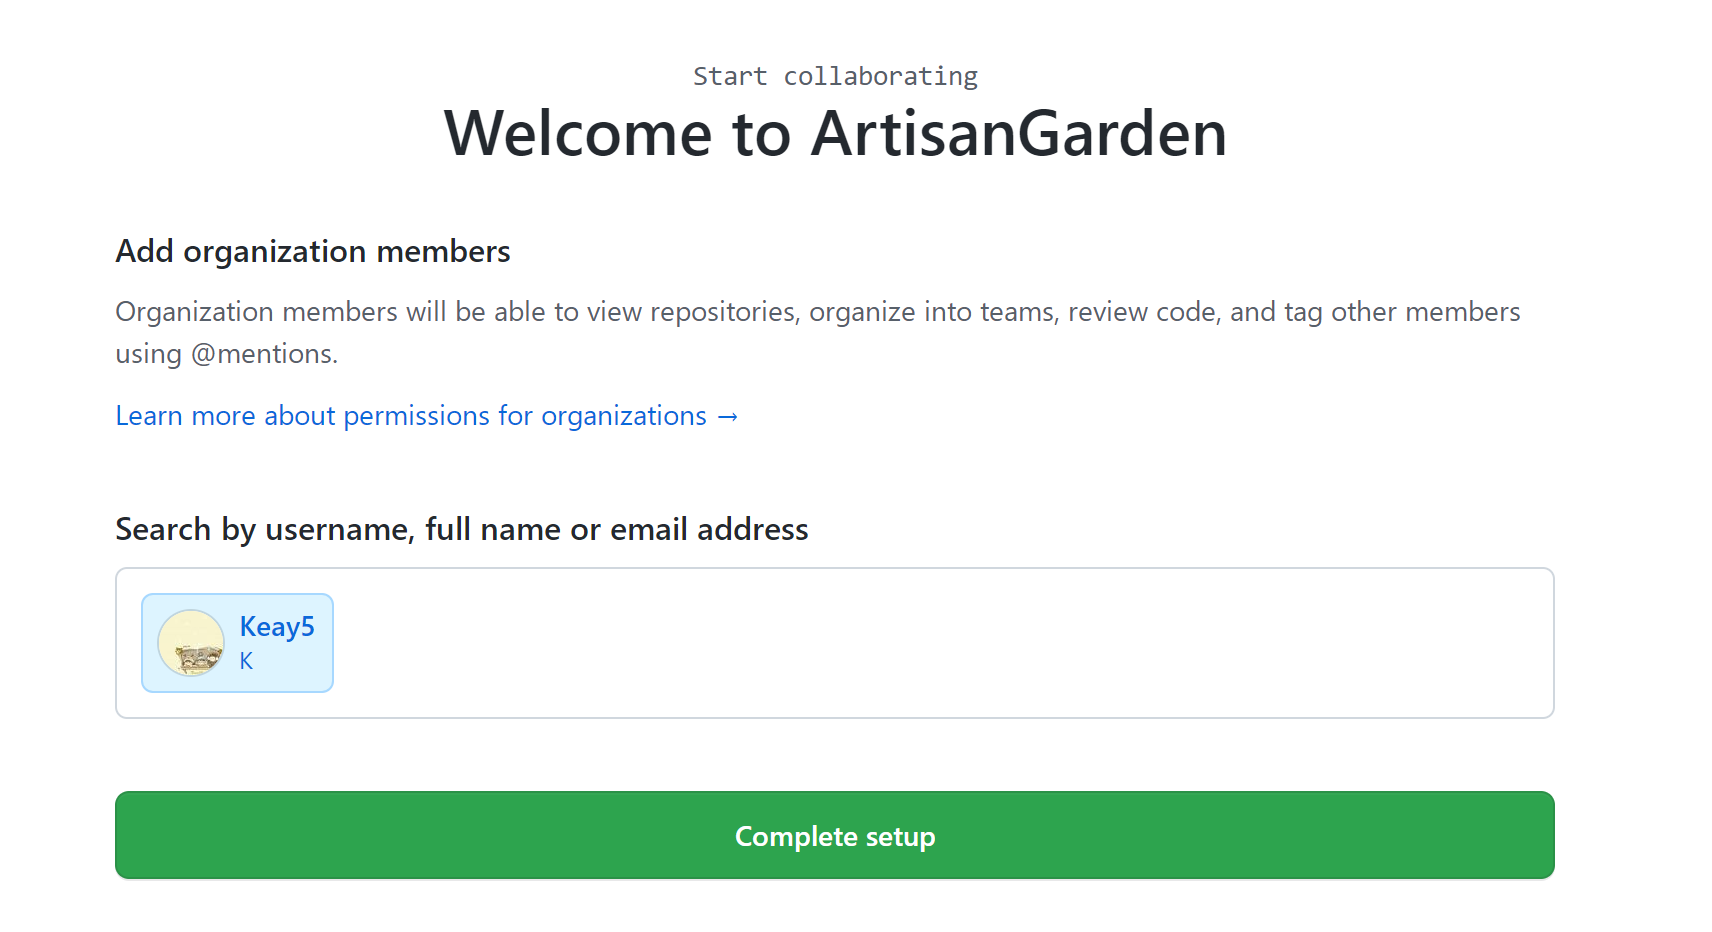 Start collaborating
Welcome to ArtisanGarden
Add organization members
Organization members will be able to view repositories, organize into teams, review code, and tag other members
using @mentions.
Learn more about permissions for organizations →
Search by username, full name or email address
Keay5
K
Complete setup